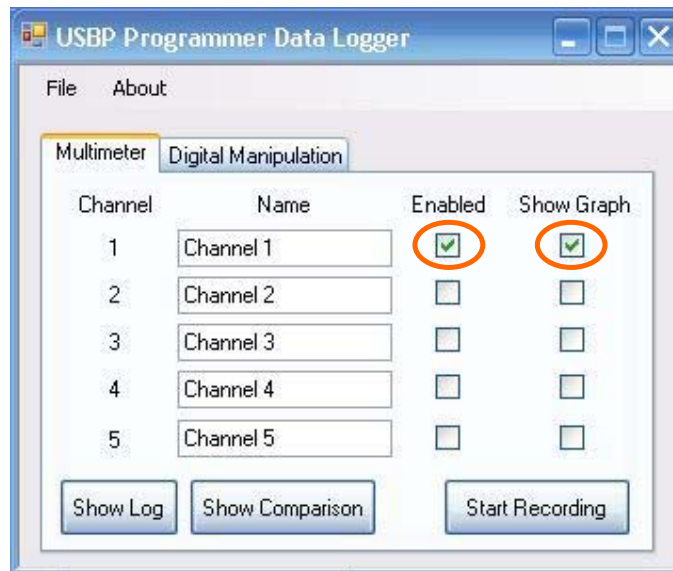 USBP Programmer Data Logger
File About
Multimeter Digital Manipulation
Channel Name Enabled Show Graph
1 Channel 1
2 Channel 2
3 Channel 3
4 Channel 4
5 Channel 5
Show Log Show Comparison Start Recording